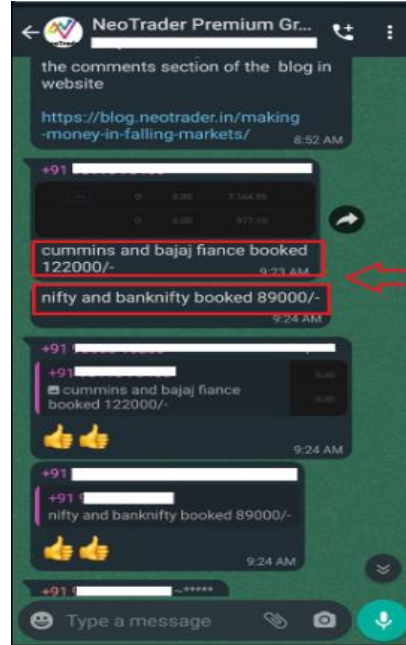 NeoTrader Premium Gr...
the comments section of the blog in
website
https://blog.neotrader.in/making
-money-in-falling-markets/
8:52 AM
+91
0 0.00 7,164.95
0 0.00 977.10
cummins and bajaj fiance booked
122000/-
9:23 AM
nifty and banknifty booked 89000/-
9:24 AM
+91
+91
cummins and bajaj fiance
booked 122000/-
9:24 AM
+91
+91
nifty and banknifty booked 89000/-
9:24 AM
+91
~*****
Type a message